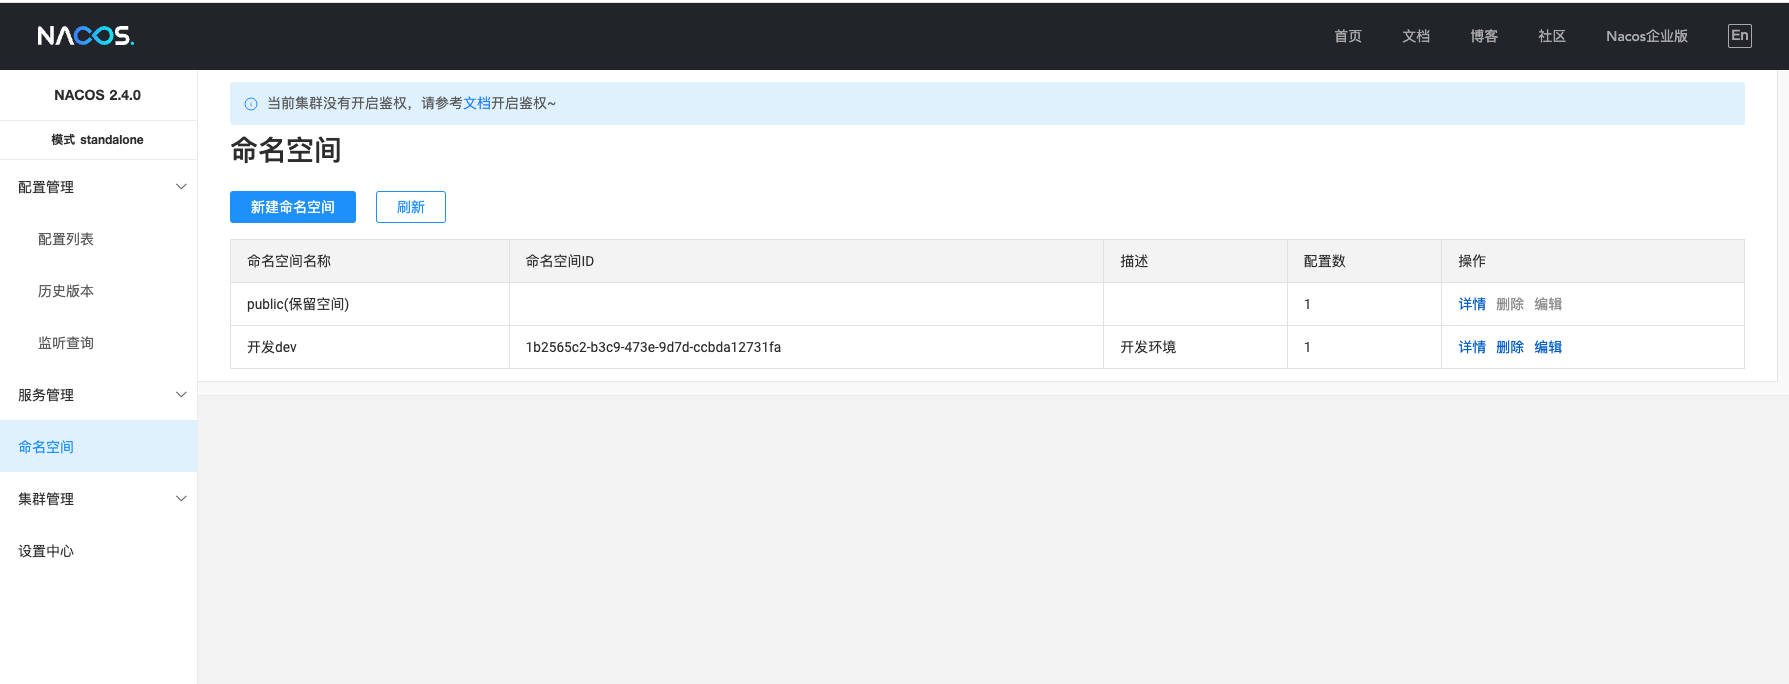 NACOS.
首页 文档 博客 社区 Nacos企业版 En
NACOS 2.4.0
模式 standalone
配置管理
配置列表
历史版本
监听查询
服务管理
命名空间
集群管理
设置中心
当前集群没有开启鉴权，请参考文档开启鉴权~
命名空间
新建命名空间 刷新
命名空间名称 命名空间ID 描述 配置数 操作
public(保留空间) 1 详情 删除 编辑
开发dev 1b2565c2-b3c9-473e-9d7d-ccbda12731fa 开发环境 1 详情 删除 编辑